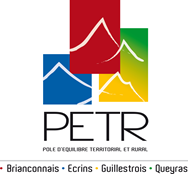 PETR
POLE D'EQUILIBRE TERRITORIAL ET RURAL
• Brianconnais • Ecrins • Guillestrois • Queyras